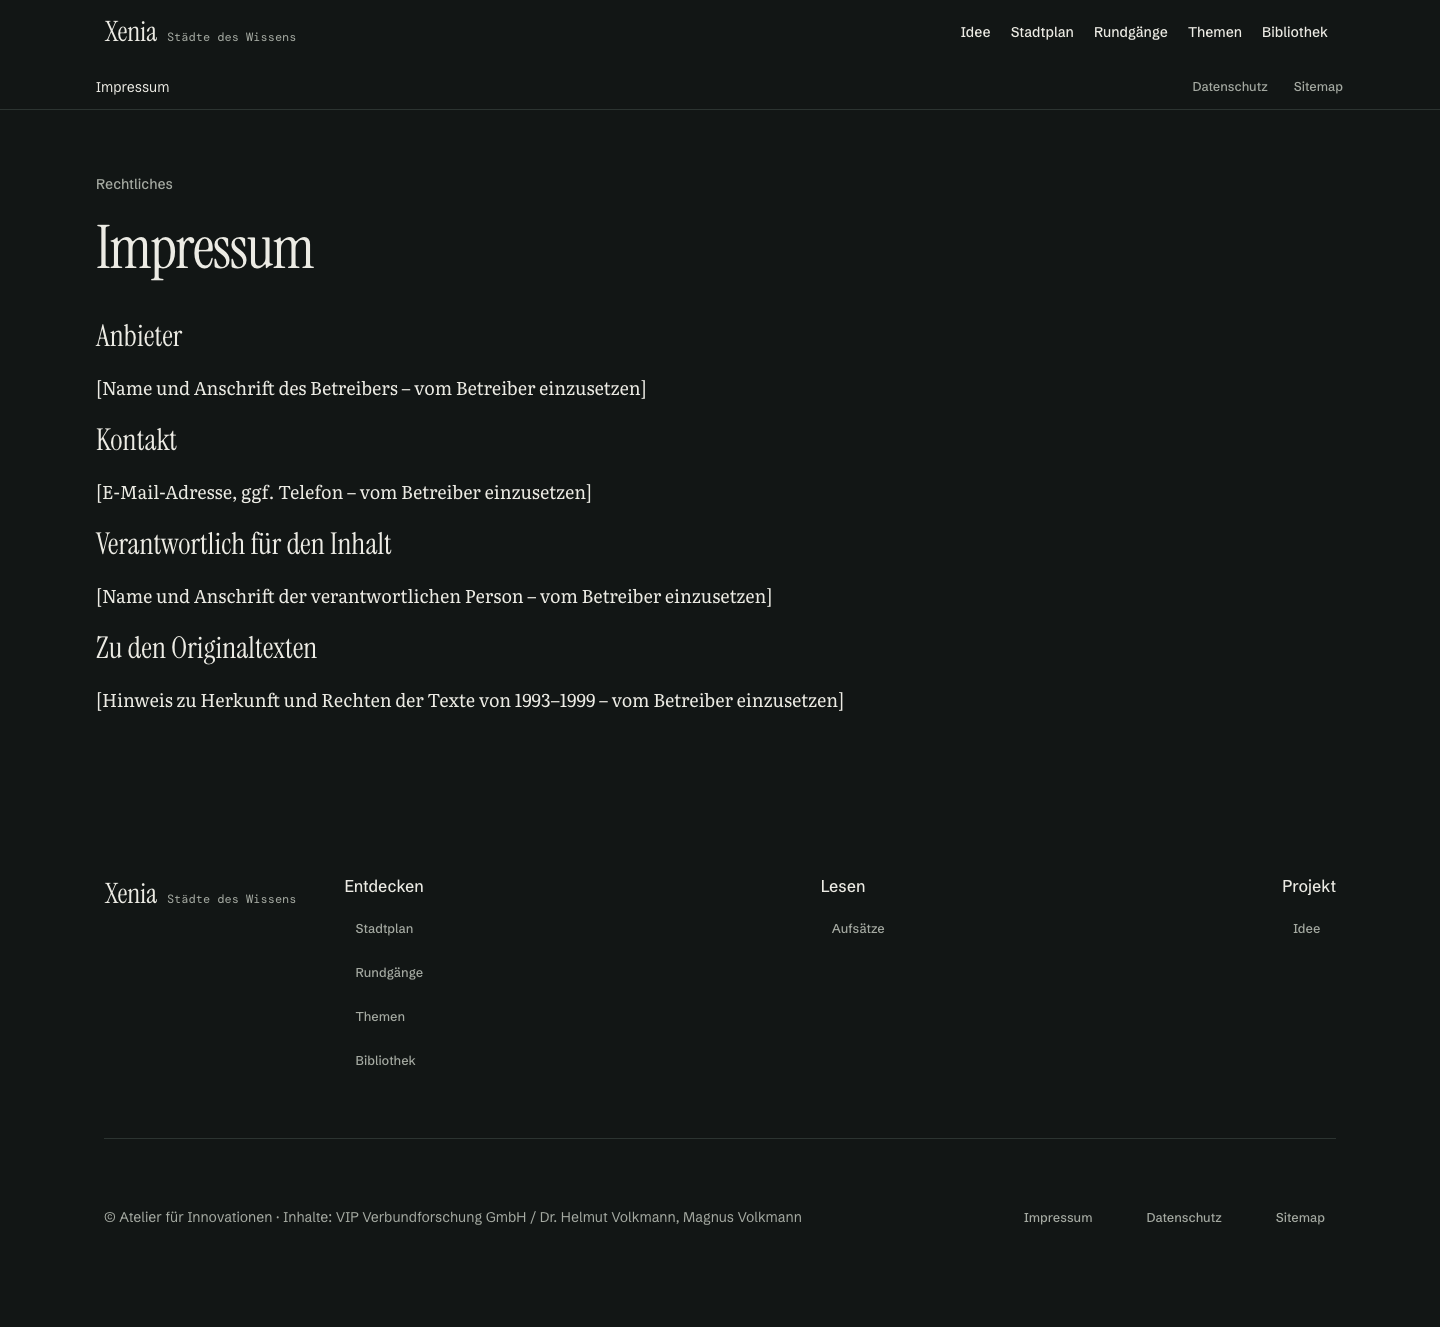 Xenia Städte des Wissens
Idee Stadtplan Rundgänge Themen Bibliothek
Impressum
Datenschutz Sitemap
Rechtliches
Impressum
Anbieter
[Name und Anschrift des Betreibers – vom Betreiber einzusetzen]
Kontakt
[E-Mail-Adresse, ggf. Telefon – vom Betreiber einzusetzen]
Verantwortlich für den Inhalt
[Name und Anschrift der verantwortlichen Person – vom Betreiber einzusetzen]
Zu den Originaltexten
[Hinweis zu Herkunft und Rechten der Texte von 1993–1999 – vom Betreiber einzusetzen]
Xenia Städte des Wissens
Entdecken
Stadtplan
Rundgänge
Themen
Bibliothek
Lesen
Aufsätze
Projekt
Idee
© Atelier für Innovationen · Inhalte: VIP Verbundforschung GmbH / Dr. Helmut Volkmann, Magnus Volkmann
Impressum Datenschutz Sitemap